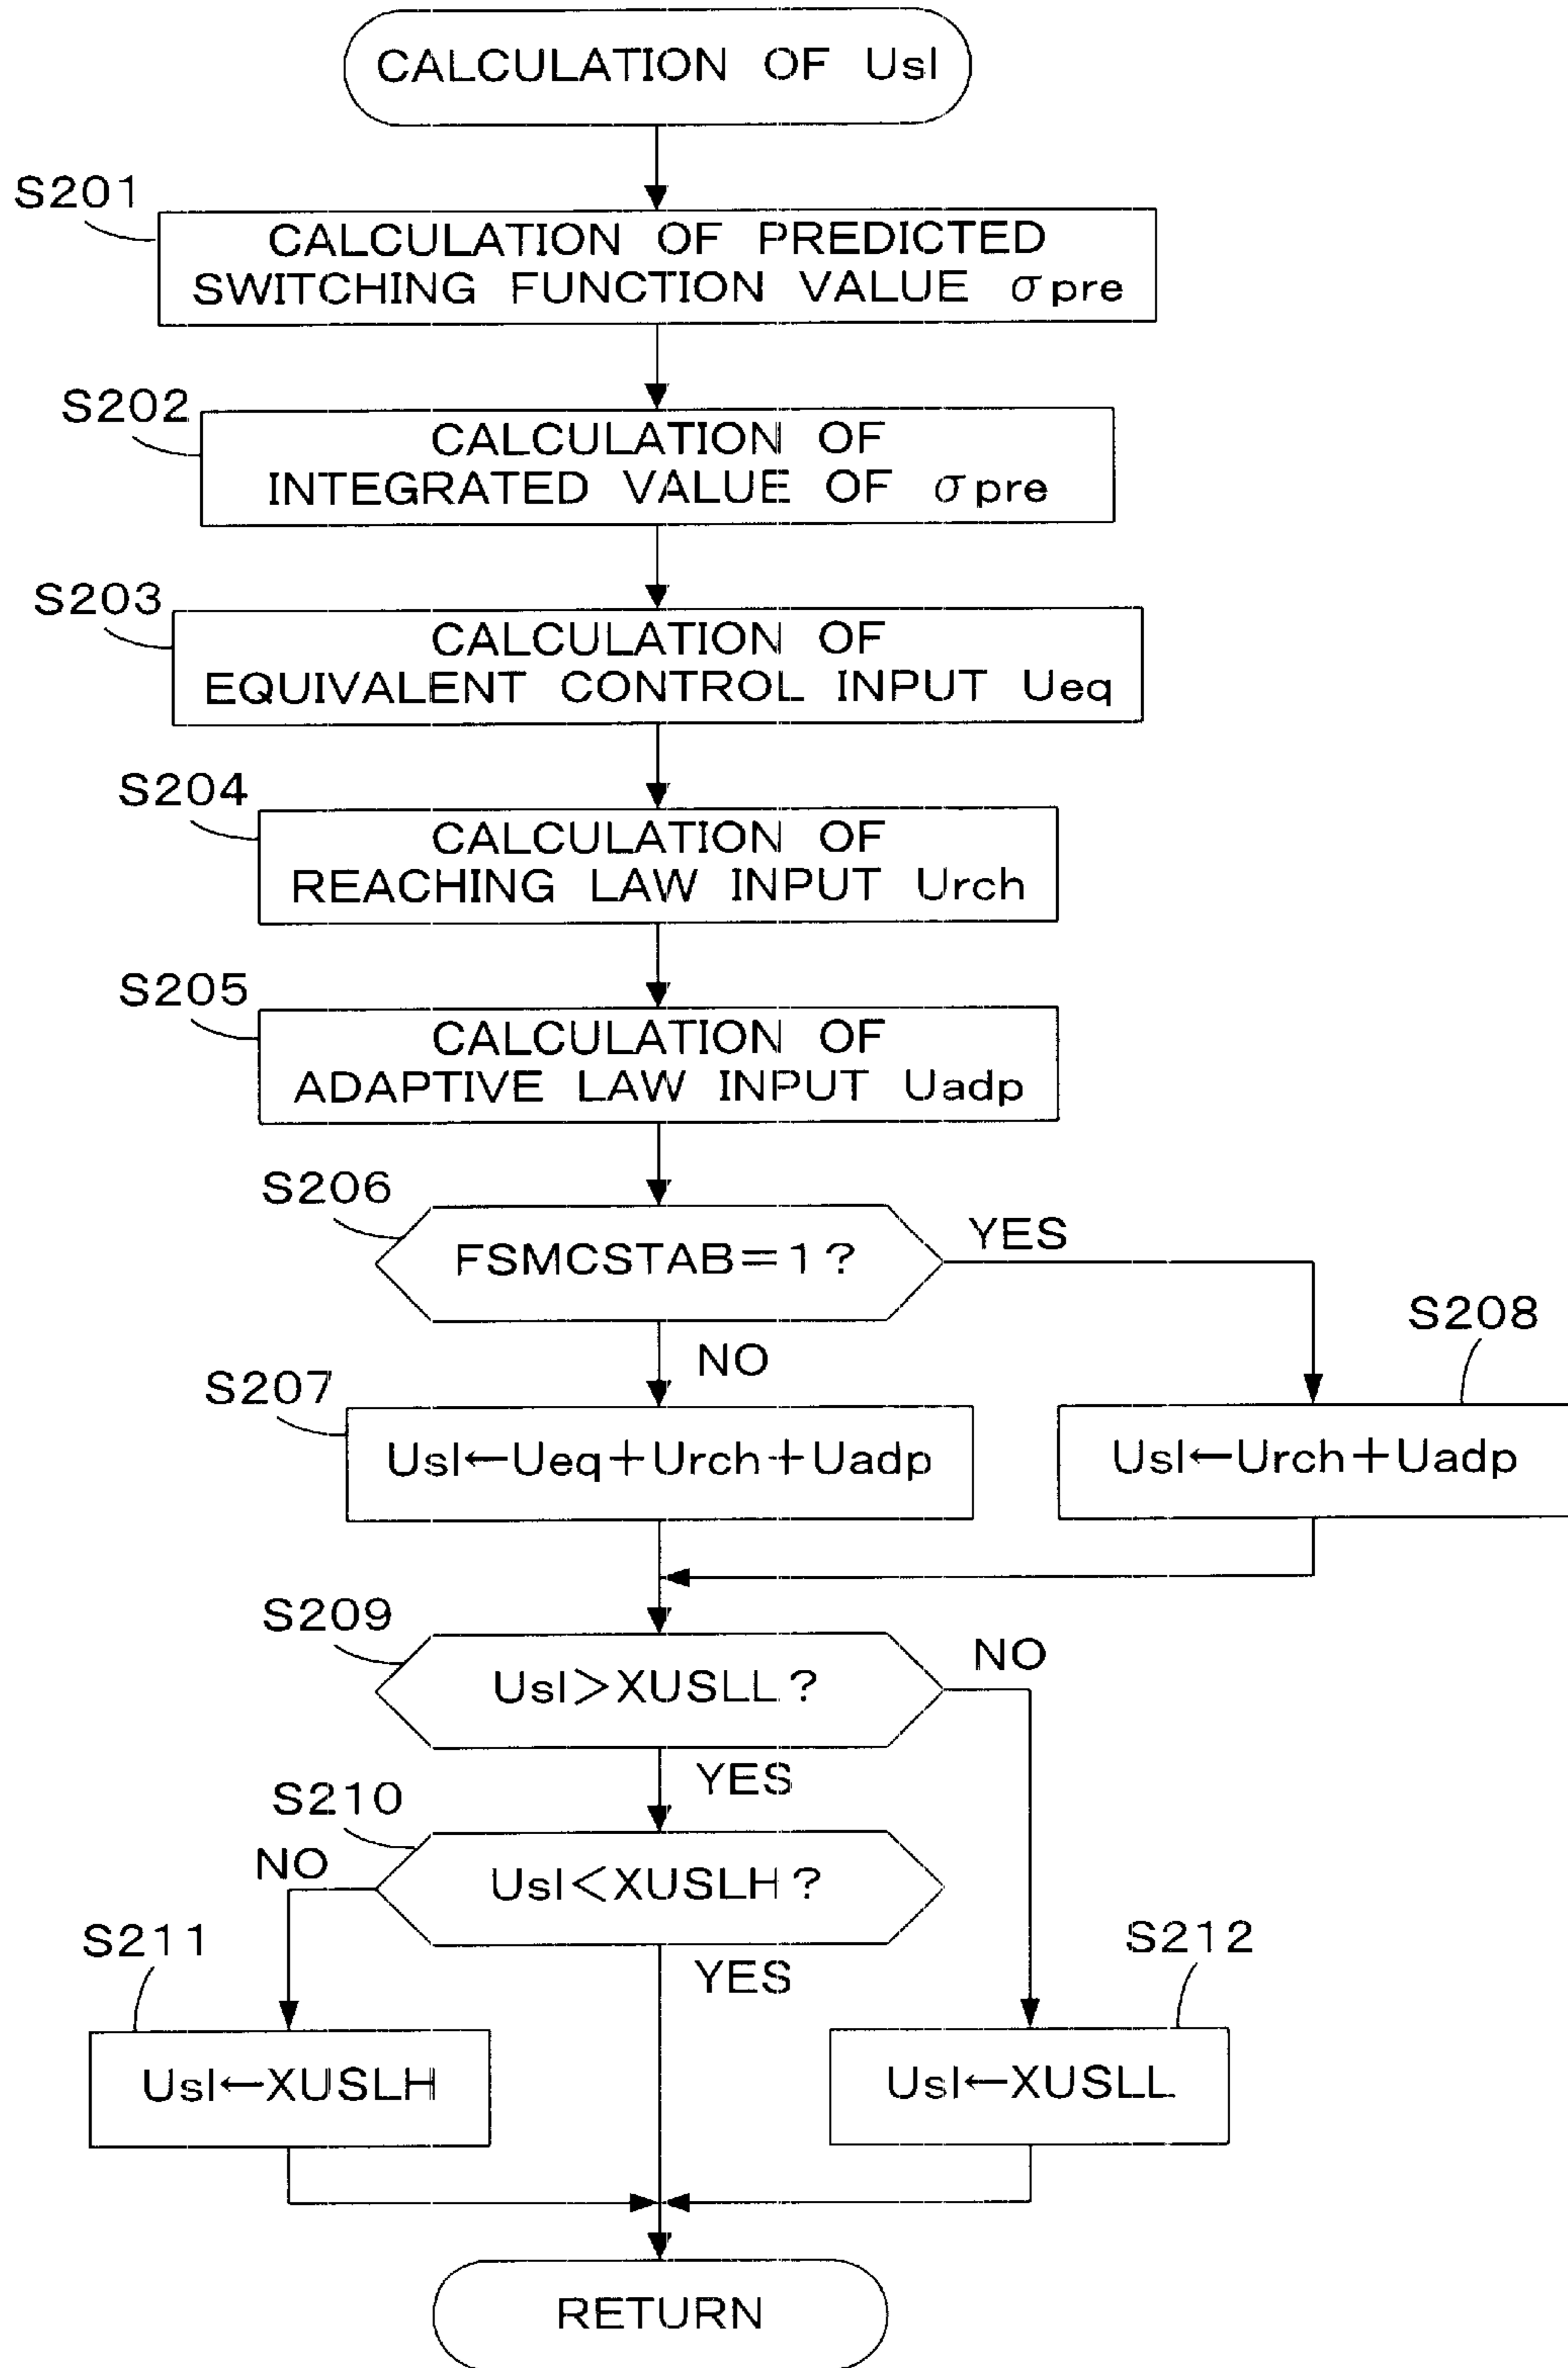 CALCULATION OF Usl
S201
CALCULATION OF PREDICTED
SWITCHING FUNCTION VALUE σpre
S202
CALCULATION OF
INTEGRATED VALUE OF σpre
S203
CALCULATION OF
EQUIVALENT CONTROL INPUT Ueq
S204
CALCULATION OF
REACHING LAW INPUT Urch
S205
CALCULATION OF
ADAPTIVE LAW INPUT Uadp
S206
FSMCSTAB=1?
YES
NO
S207
Usl←Ueq+Urch+Uadp
S208
Usl←Urch+Uadp
S209
Usl>XUSLL?
NO
YES
S210
Usl<XUSLH?
NO
YES
S211
Usl←XUSLH
S212
Usl←XUSLL
RETURN